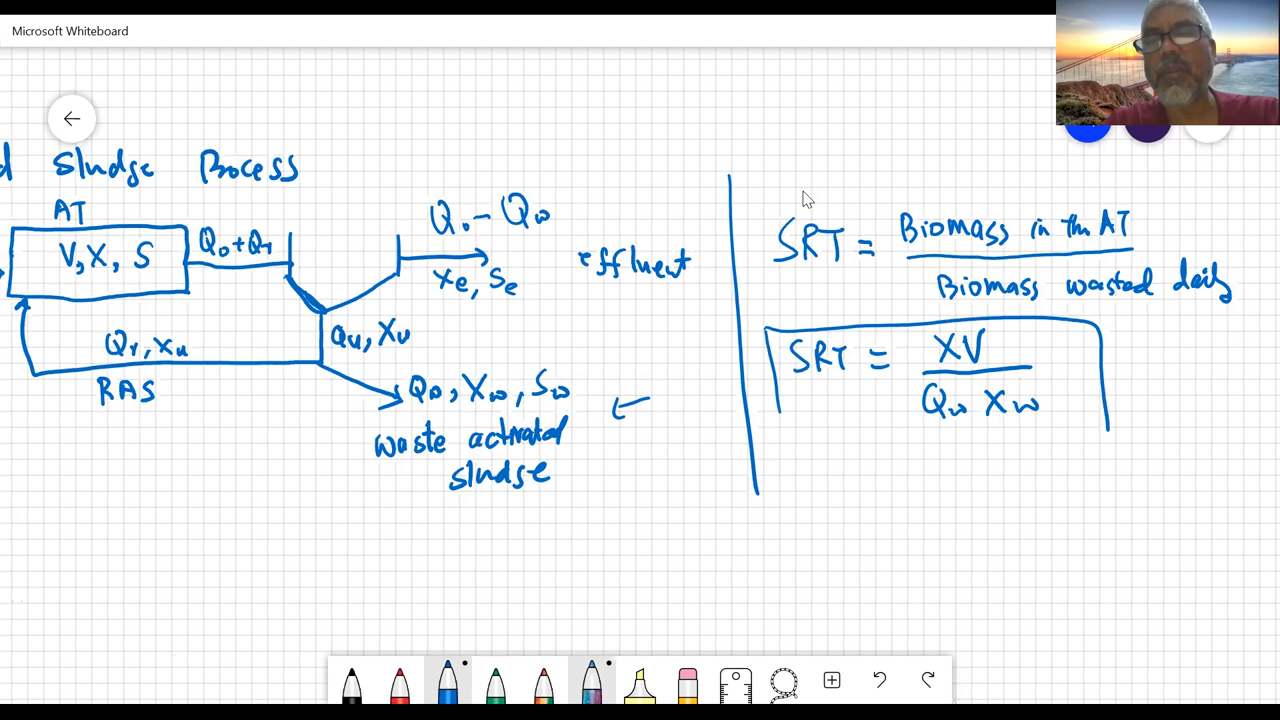 Microsoft Whiteboard
d Sludge Process
AT
V, X, S
Q₀+Qr
Q₀ - Qw
Xe, Se
effluent
Qu, Xu
Qr, Xu
RAS
Qw, Xw, Sw
waste activated
sludge
SRT = Biomass in the AT
Biomass wasted daily
SRT = XV
Qw Xw